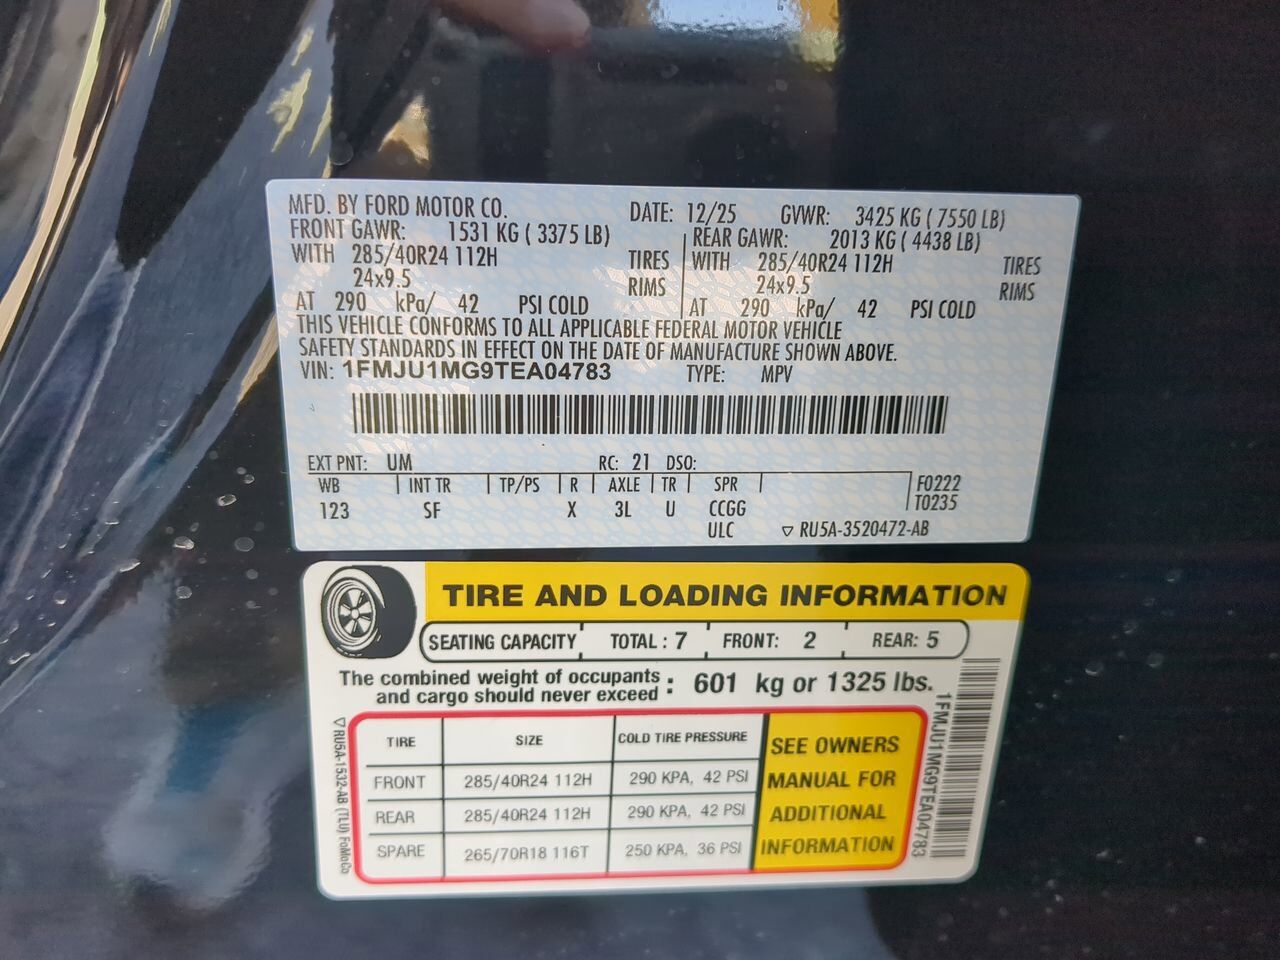 MFD. BY FORD MOTOR CO. DATE: 12/25 GVWR: 3425 KG ( 7550 LB)
FRONT GAWR: 1531 KG ( 3375 LB) REAR GAWR: 2013 KG ( 4438 LB)
WITH 285/40R24 112H TIRES WITH 285/40R24 112H TIRES
24x9.5 RIMS 24x9.5 RIMS
AT 290 kPa/ 42 PSI COLD AT 290 kPa/ 42 PSI COLD
THIS VEHICLE CONFORMS TO ALL APPLICABLE FEDERAL MOTOR VEHICLE
SAFETY STANDARDS IN EFFECT ON THE DATE OF MANUFACTURE SHOWN ABOVE.
VIN: 1FMJU1MG9TEA04783 TYPE: MPV
EXT PNT: UM RC: 21 DSO:
WB INT TR TP/PS R AXLE TR SPR F0222
123 SF X 3L U CCGG T0235
ULC RU5A-3520472-AB
TIRE AND LOADING INFORMATION
SEATING CAPACITY TOTAL : 7 FRONT: 2 REAR: 5
The combined weight of occupants
and cargo should never exceed : 601 kg or 1325 lbs.
TIRE SIZE COLD TIRE PRESSURE
FRONT 285/40R24 112H 290 KPA, 42 PSI
REAR 285/40R24 112H 290 KPA, 42 PSI
SPARE 265/70R18 116T 250 KPA, 36 PSI
SEE OWNERS
MANUAL FOR
ADDITIONAL
INFORMATION
RU5A-1532-AB (TLU) FoMoCo
1FMJU1MG9TEA04783